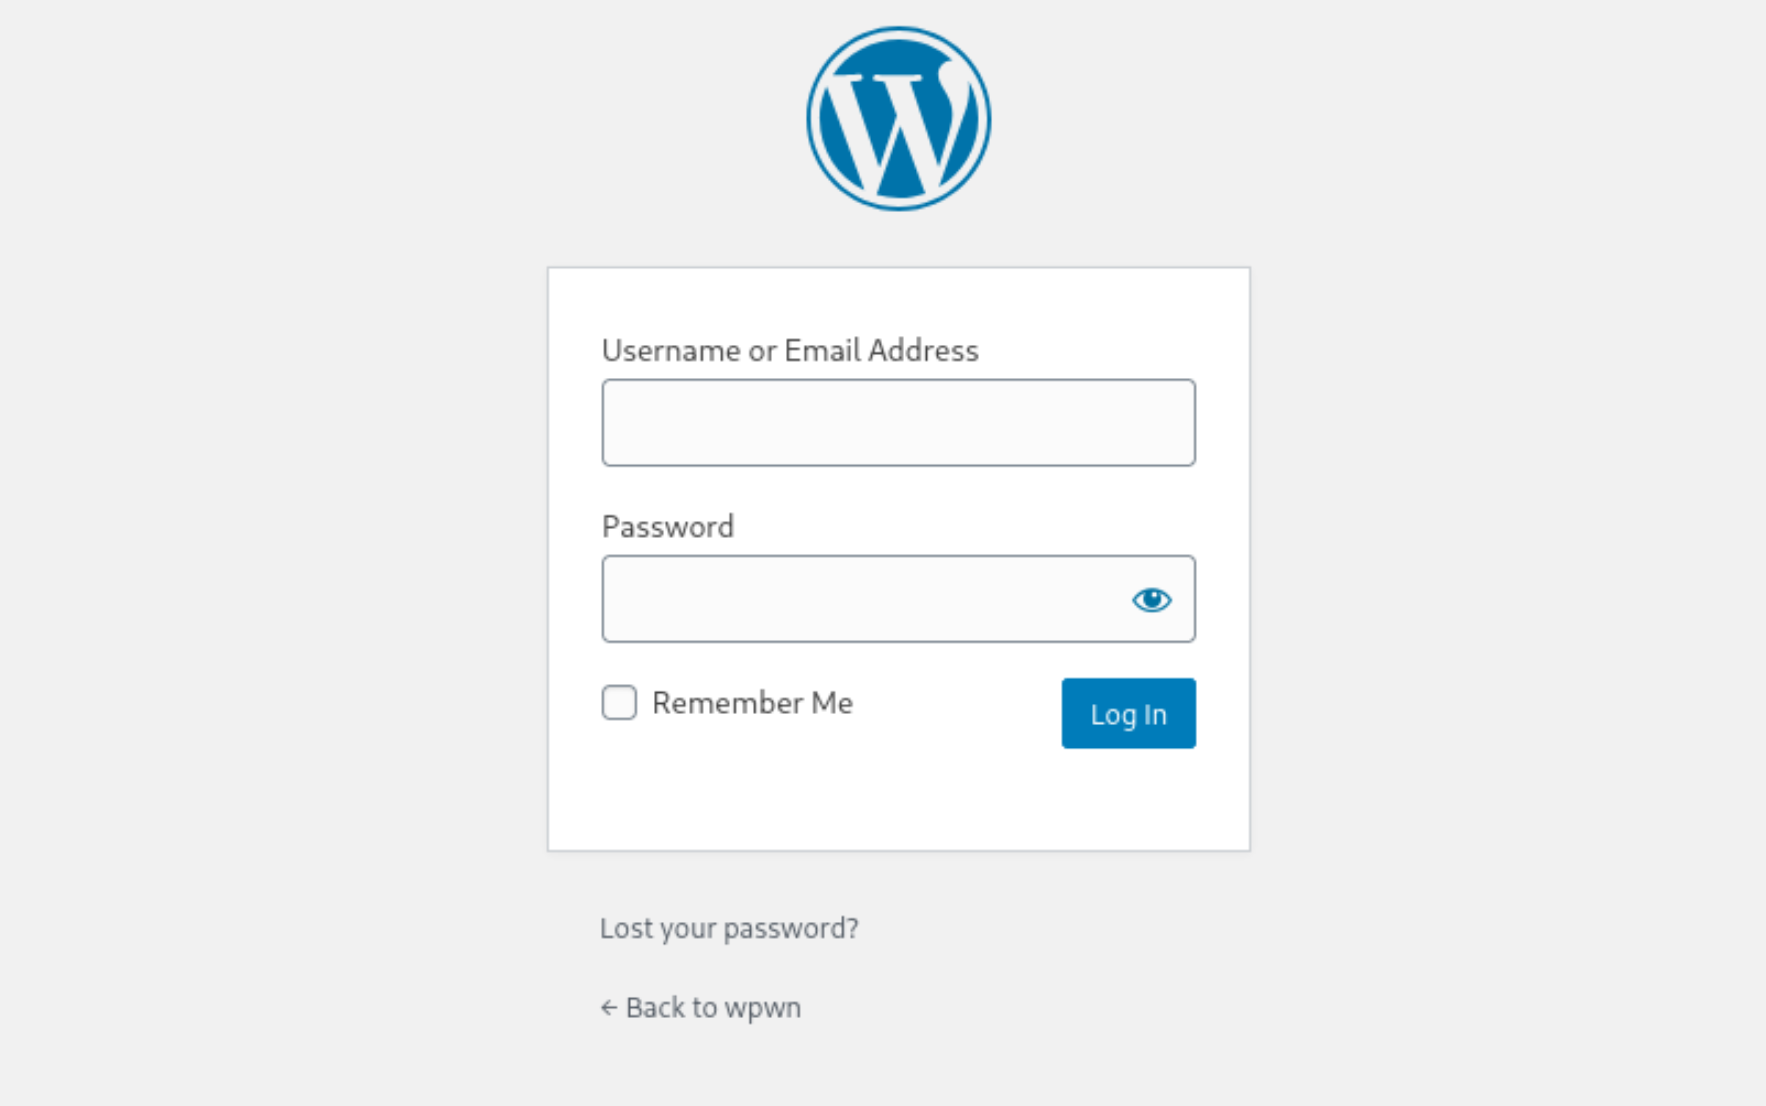 Username or Email Address
Password
Remember Me
Log In
Lost your password?
← Back to wpwn